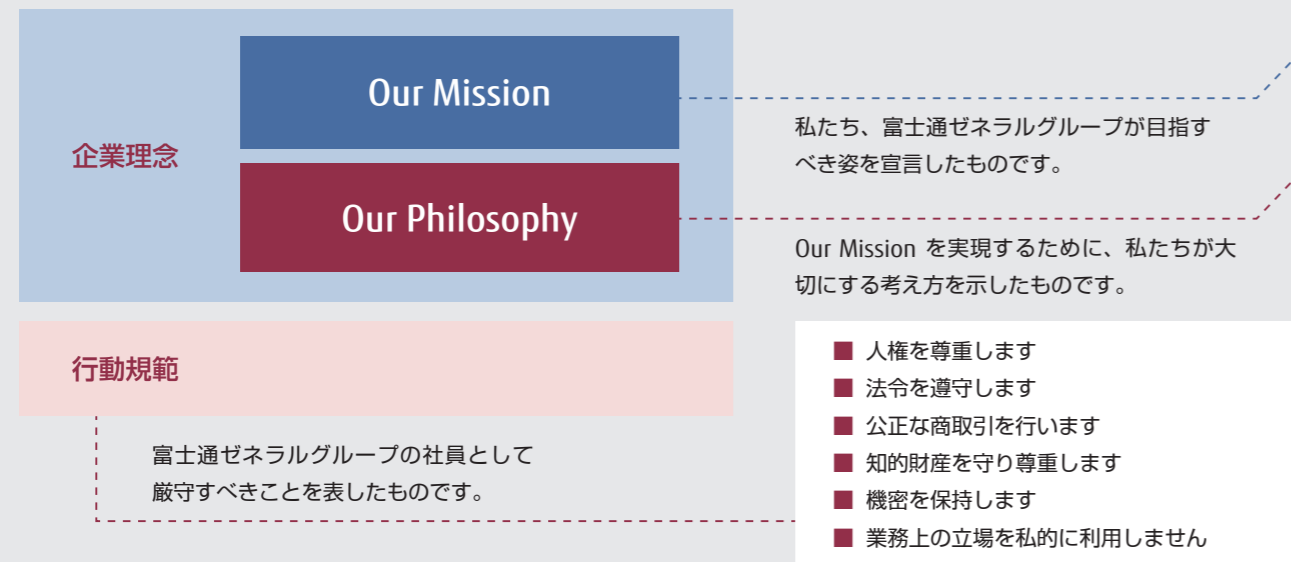 企業理念
Our Mission
私たち、富士通ゼネラルグループが目指す
べき姿を宣言したものです。
Our Philosophy
Our Mission を実現するために、私たちが大
切にする考え方を示したものです。
行動規範
富士通ゼネラルグループの社員として
厳守すべきことを表したものです。
■ 人権を尊重します
■ 法令を遵守します
■ 公正な商取引を行います
■ 知的財産を守り尊重します
■ 機密を保持します
■ 業務上の立場を私的に利用しません